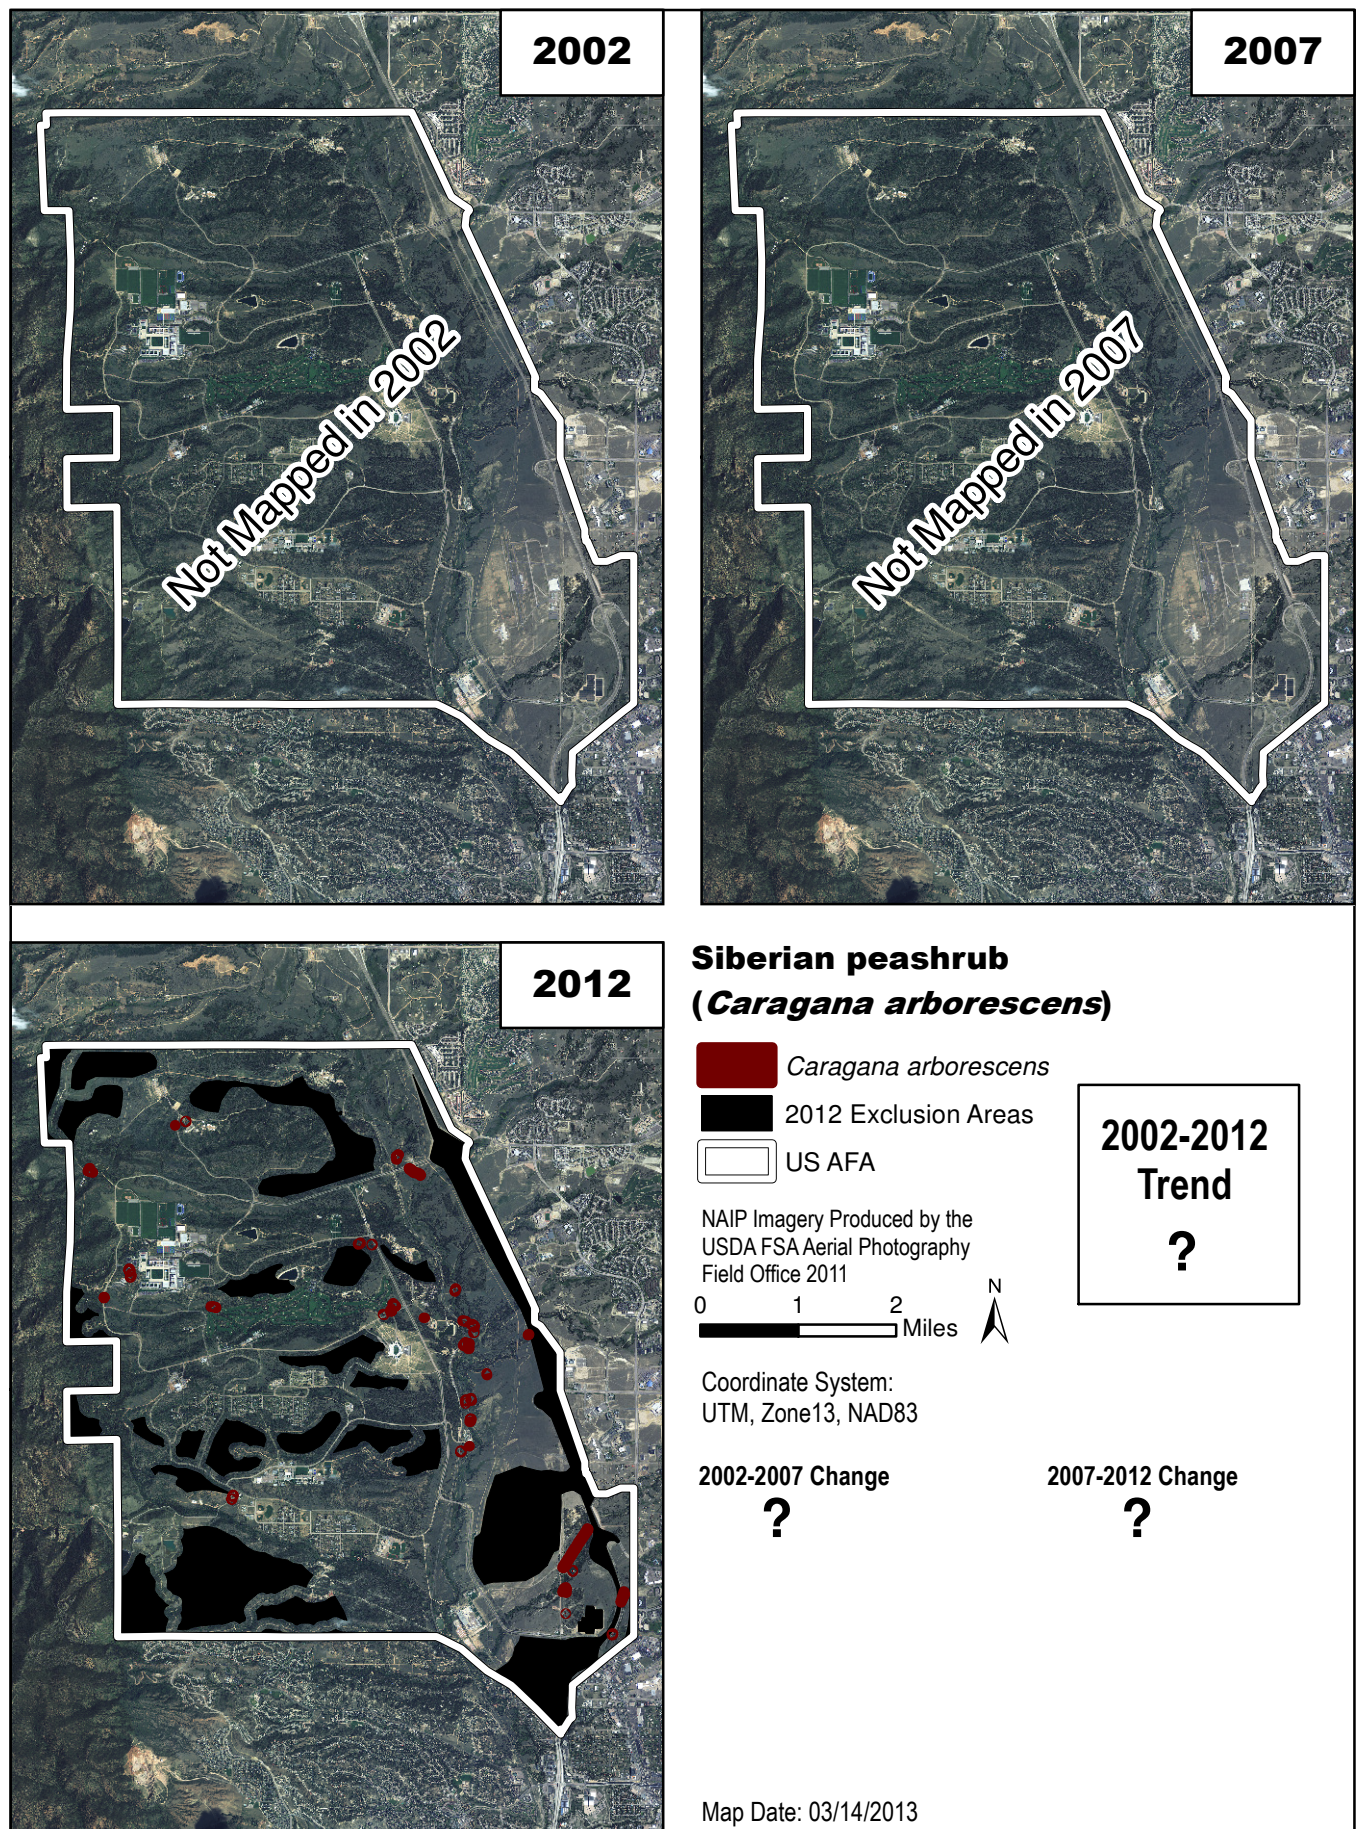 2002
2007
Not Mapped in 2002
Not Mapped in 2007
2012
Siberian peashrub
(Caragana arborescens)
Caragana arborescens
2012 Exclusion Areas
US AFA
2002-2012
Trend
?
NAIP Imagery Produced by the
USDA FSA Aerial Photography
Field Office 2011
0 1 2
Miles
N
Coordinate System:
UTM, Zone13, NAD83
2002-2007 Change
?
2007-2012 Change
?
Map Date: 03/14/2013